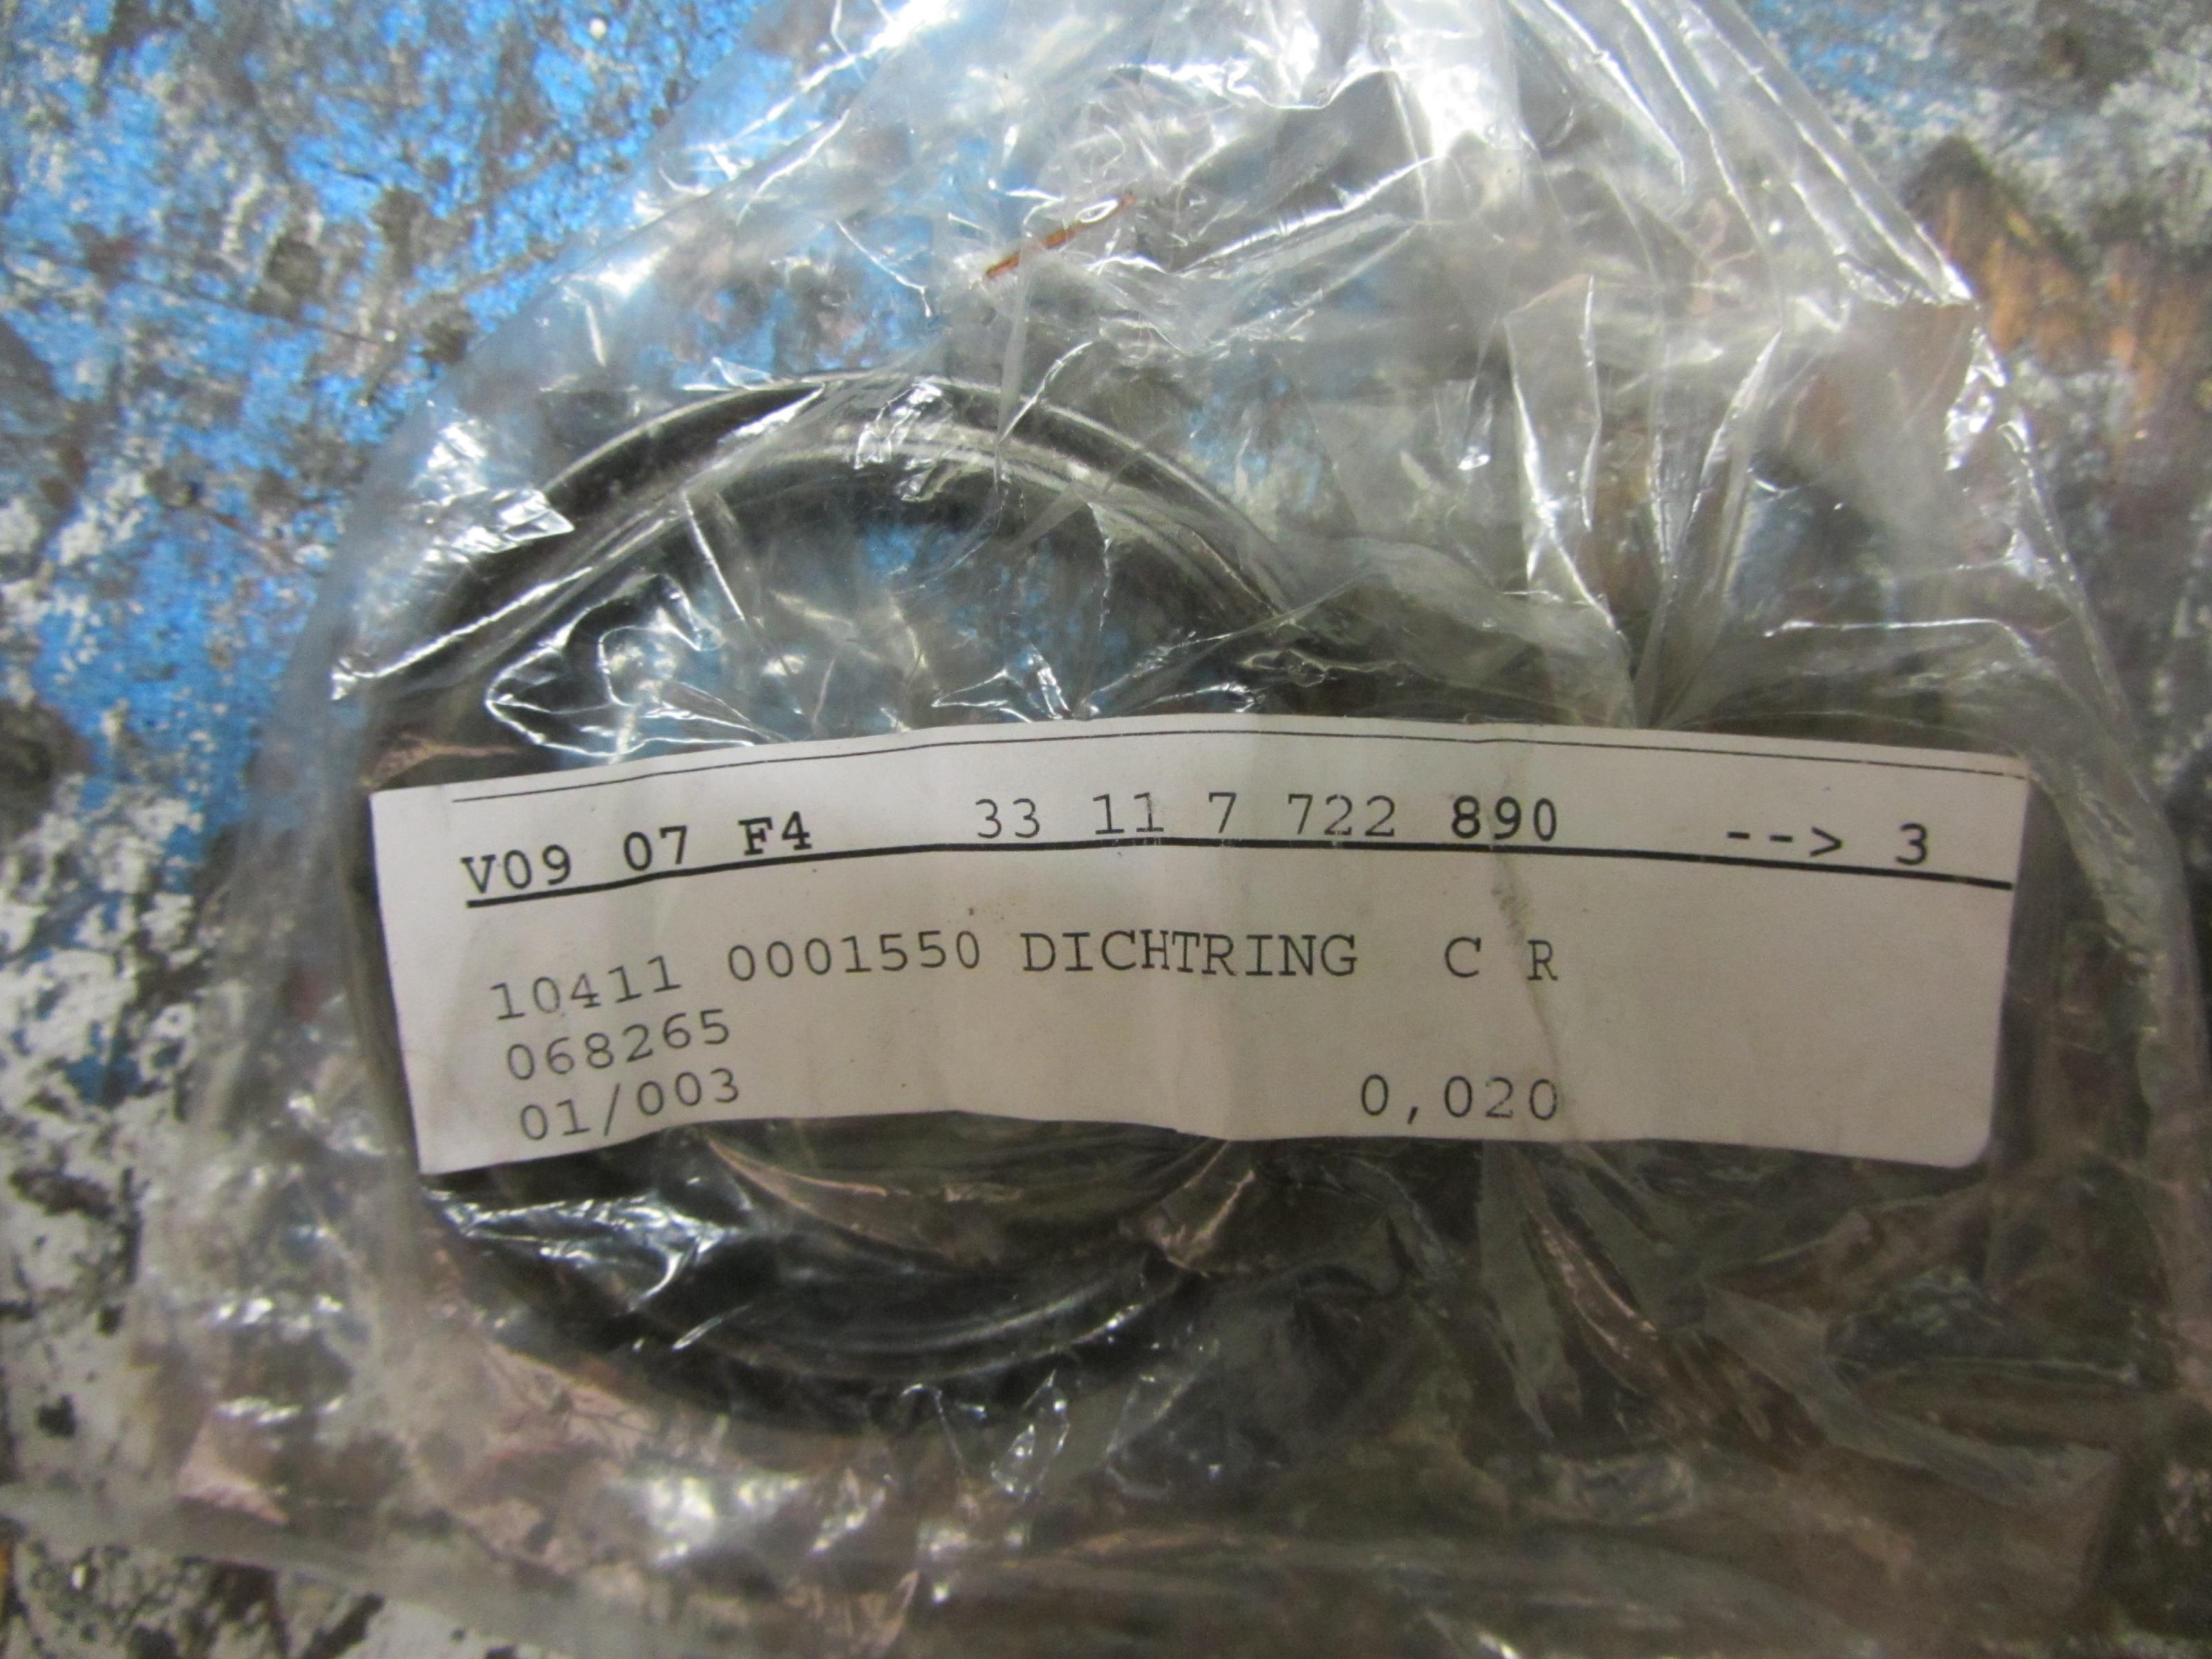 V09 07 F4 33 11 7 722 890 --> 3
10411 0001550 DICHTRING C R
068265
01/003 0,020